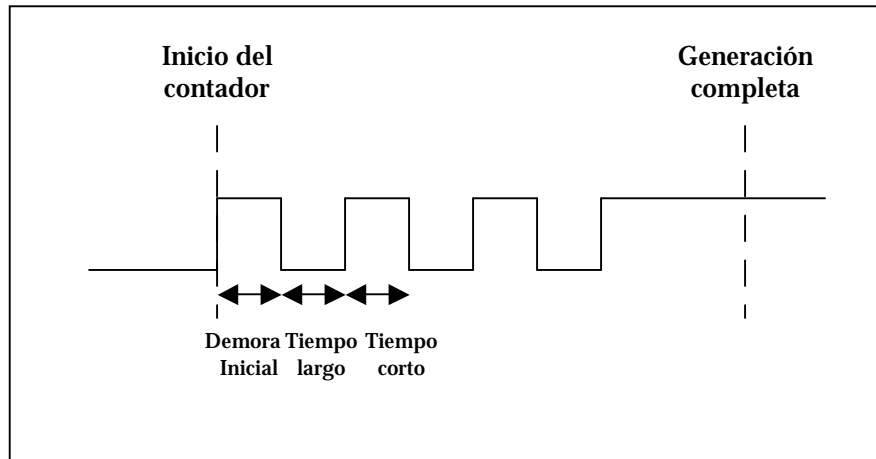 Inicio del
contador
Generación
completa
Demora
Inicial
Tiempo
largo
Tiempo
corto